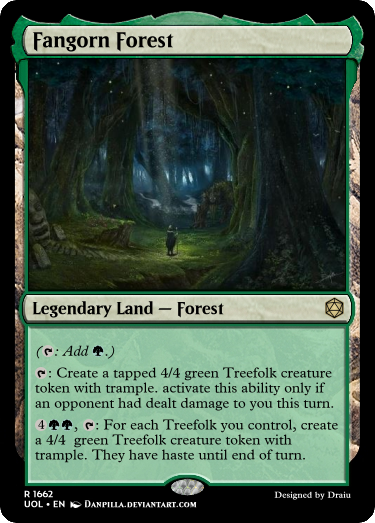 Fangorn Forest
Legendary Land — Forest
(: Add .)
: Create a tapped 4/4 green Treefolk creature
token with trample. activate this ability only if
an opponent had dealt damage to you this turn.
4, : For each Treefolk you control, create
a 4/4 green Treefolk creature token with
trample. They have haste until end of turn.
R 1662
Designed by Draiu
UOL • EN DANPILLA.DEVIANTART.COM